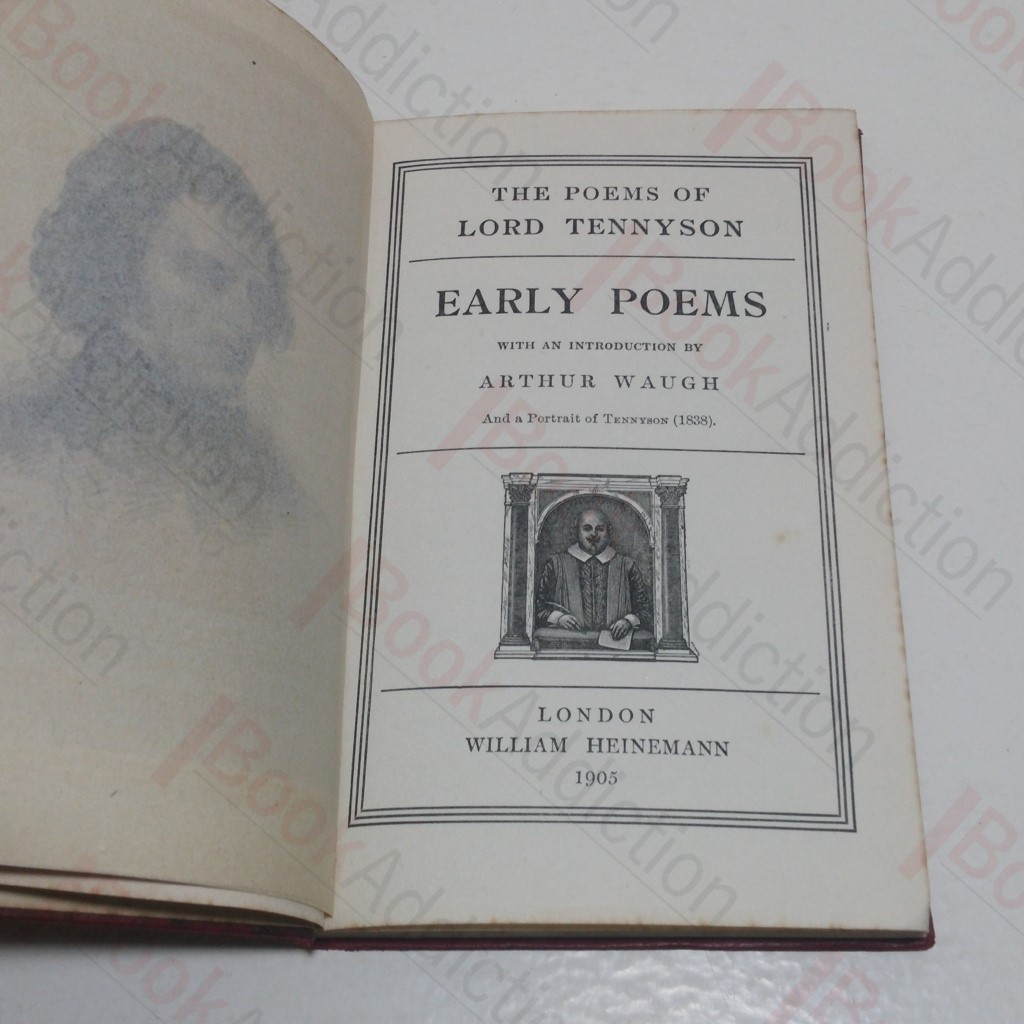 THE POEMS OF
LORD TENNYSON
EARLY POEMS
WITH AN INTRODUCTION BY
ARTHUR WAUGH
And a Portrait of TENNYSON (1838).
LONDON
WILLIAM HEINEMANN
1905
BookAddiction